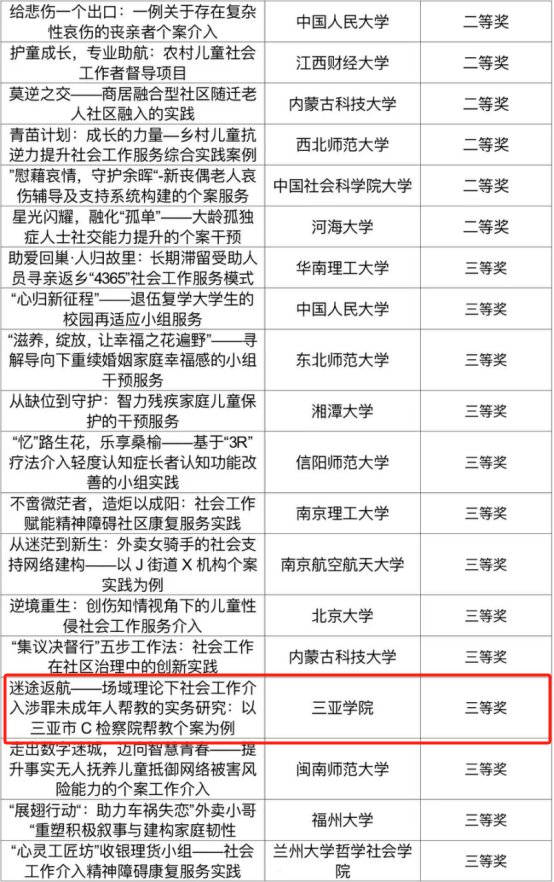 给悲伤一个出口：一例关于存在复杂
性哀伤的丧亲者个案介入
中国人民大学
二等奖
护童成长，专业助航：农村儿童社会
工作者督导项目
江西财经大学
二等奖
莫逆之交——商居融合型社区随迁老
人社区融入的实践
内蒙古科技大学
二等奖
青苗计划：成长的力量—乡村儿童抗
逆力提升社会工作服务综合实践案例
西北师范大学
二等奖
”慰藉哀情，守护余晖“-新丧偶老人哀
伤辅导及支持系统构建的个案服务
中国社会科学院大学
二等奖
星光闪耀，融化“孤单”——大龄孤独
症人士社交能力提升的个案干预
河海大学
二等奖
助爱回巢·人归故里：长期滞留受助人
员寻亲返乡“4365”社会工作服务模式
华南理工大学
三等奖
“心归新征程”——退伍复学大学生的
校园再适应小组服务
中国人民大学
三等奖
“滋养，绽放，让幸福之花遍野”——寻
解导向下重续婚姻家庭幸福感的小组
干预服务
东北师范大学
三等奖
从缺位到守护：智力残疾家庭儿童保
护的干预服务
湘潭大学
三等奖
“忆”路生花，乐享桑榆——基于“3R”
疗法介入轻度认知症长者认知功能改
善的小组实践
信阳师范大学
三等奖
不啻微茫者，造炬以成阳：社会工作
赋能精神障碍社区康复服务实践
南京理工大学
三等奖
从迷茫到新生：外卖女骑手的社会支
持网络建构——以 J 街道 X 机构个案
实践为例
南京航空航天大学
三等奖
逆境重生：创伤知情视角下的儿童性
侵社会工作服务介入
北京大学
三等奖
“集议决督行”五步工作法：社会工作
在社区治理中的创新实践
内蒙古科技大学
三等奖
迷途返航——场域理论下社会工作介
入涉罪未成年人帮教的实务研究：以
三亚市 C 检察院帮教个案为例
三亚学院
三等奖
走出数字迷城，迈向智慧青春——提
升事实无人抚养儿童抵御网络被害风
险能力的个案工作介入
闽南师范大学
三等奖
“展翅行动“：助力车祸失恋”外卖小哥
“重塑积极叙事与建构家庭韧性
福州大学
三等奖
“心灵工匠坊”收银理货小组——社会
工作介入精神障碍康复服务实践
兰州大学哲学社会学
院
三等奖